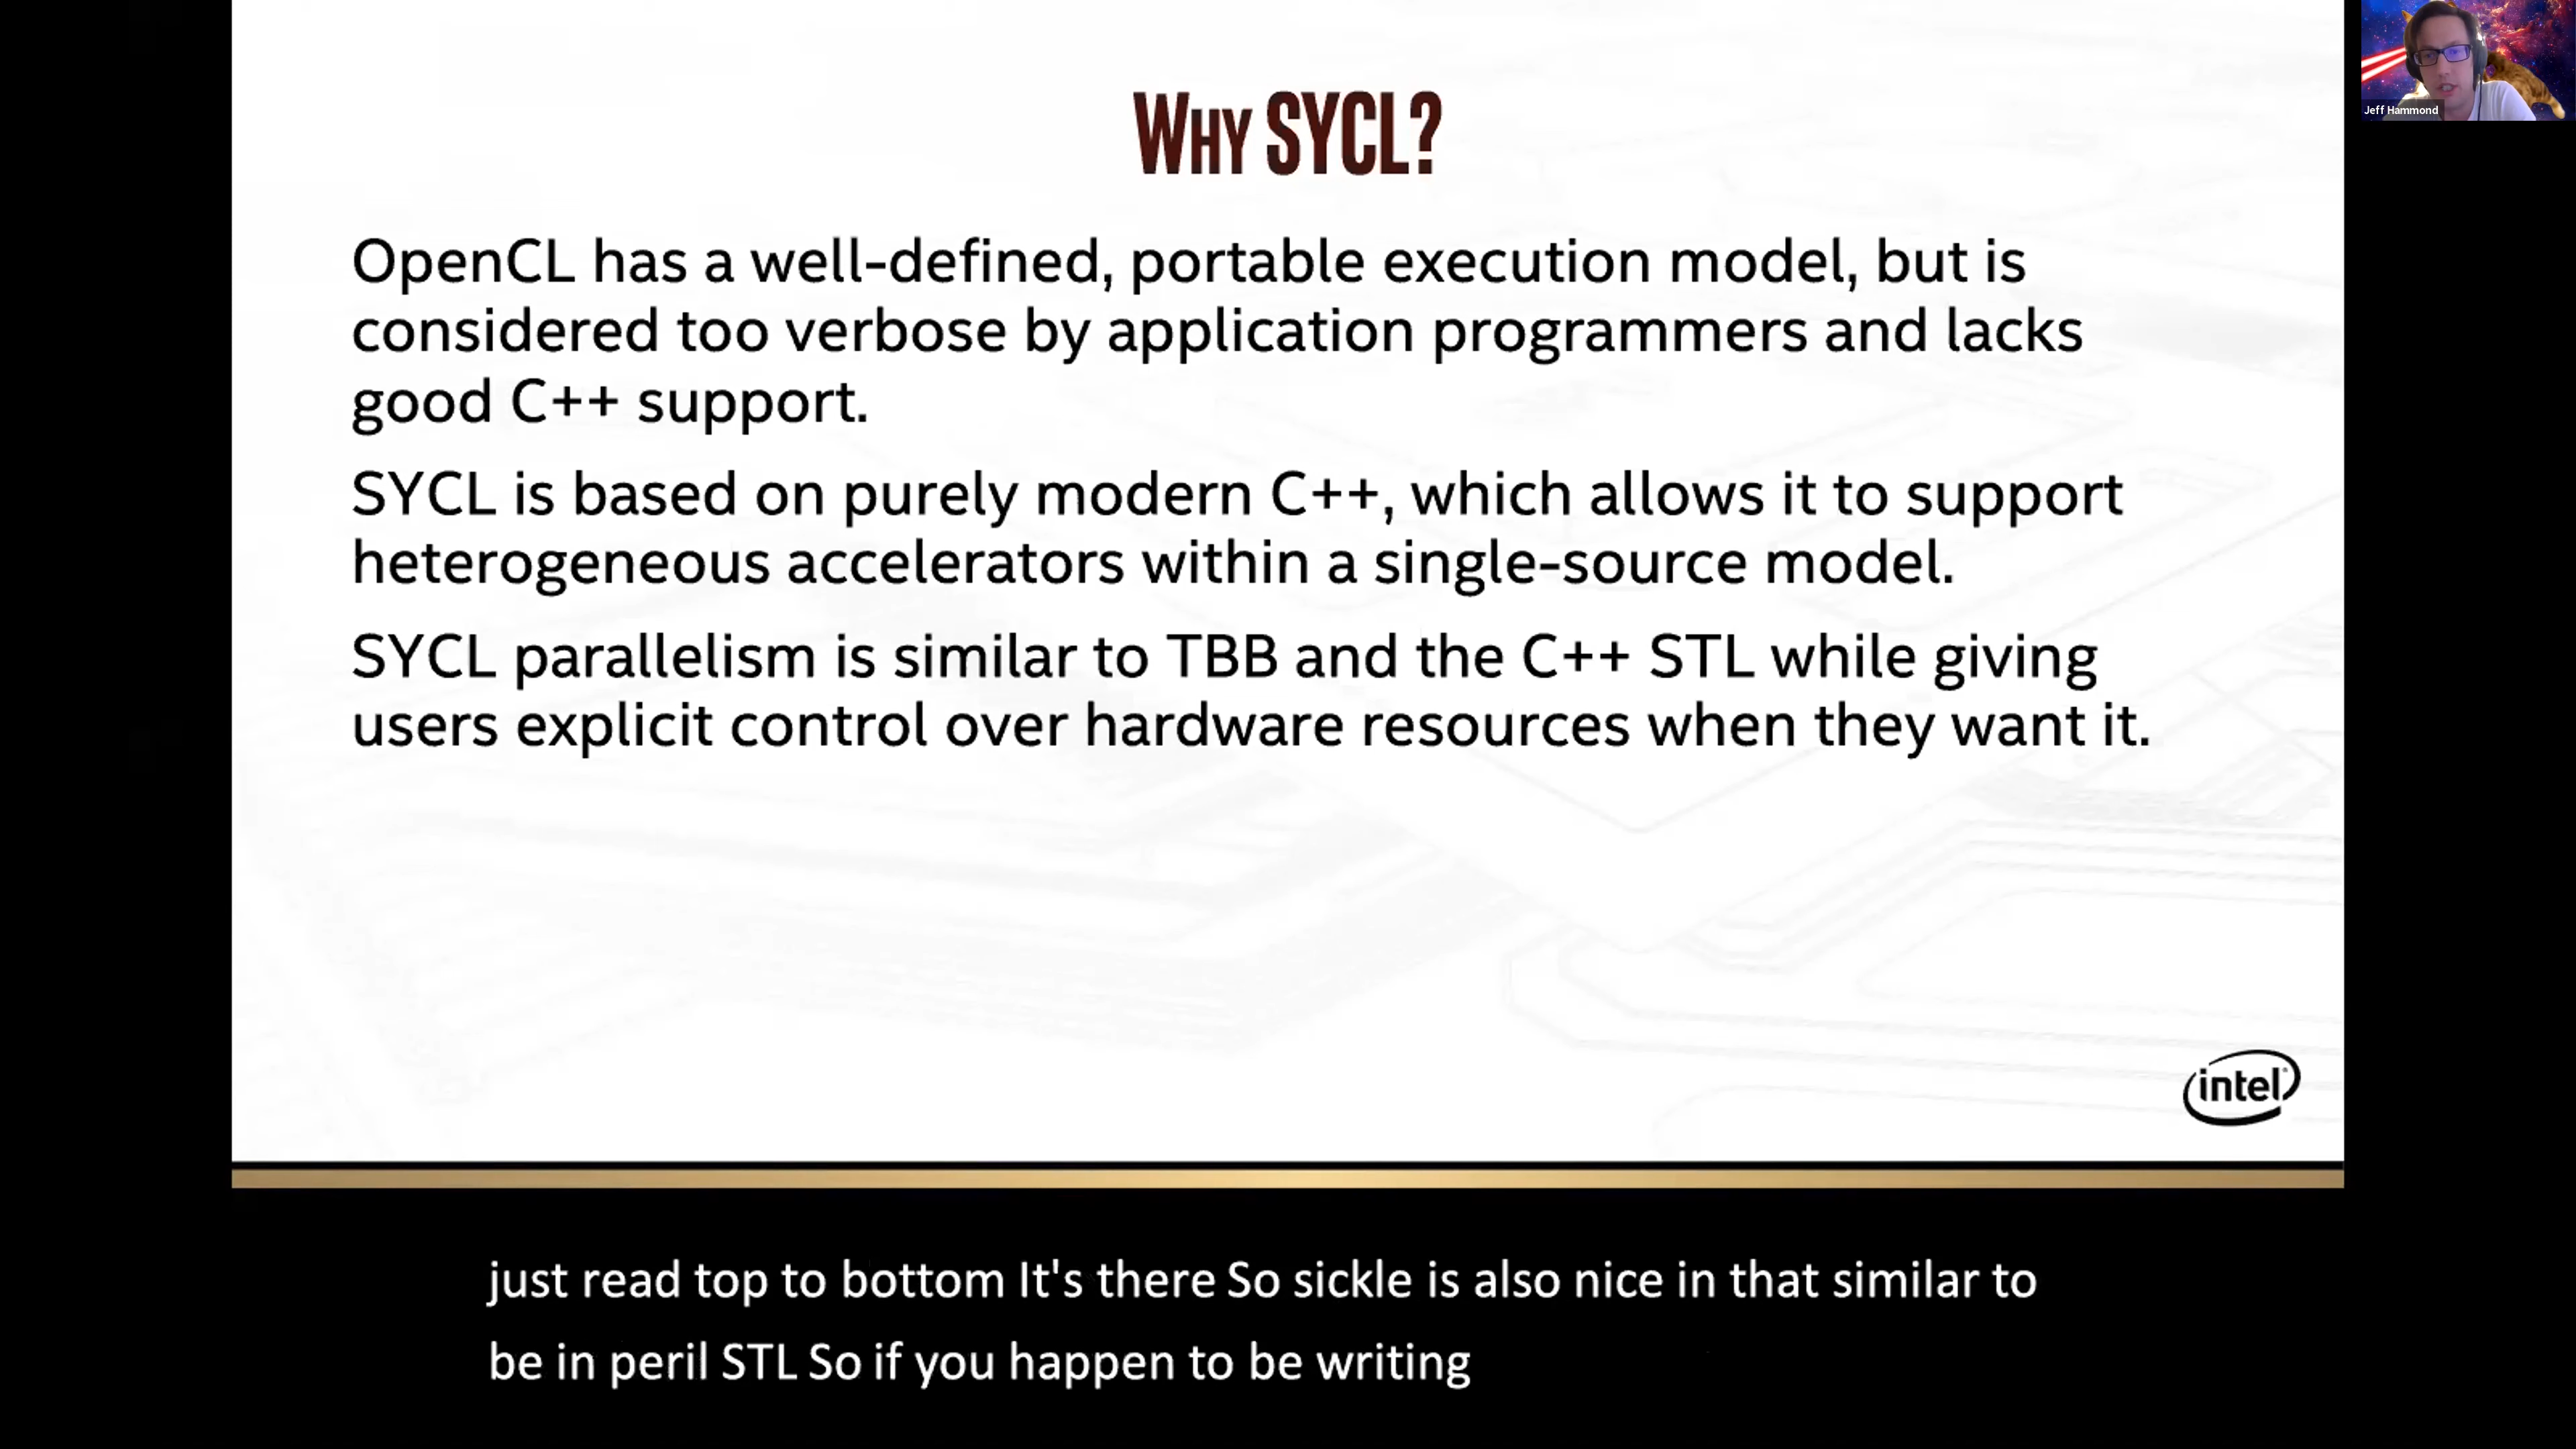 Why SYCL?
Jeff Hammond
OpenCL has a well-defined, portable execution model, but is
considered too verbose by application programmers and lacks
good C++ support.
SYCL is based on purely modern C++, which allows it to support
heterogeneous accelerators within a single-source model.
SYCL parallelism is similar to TBB and the C++ STL while giving
users explicit control over hardware resources when they want it.
intel
just read top to bottom It's there So sickle is also nice in that similar to
be in peril STL So if you happen to be writing